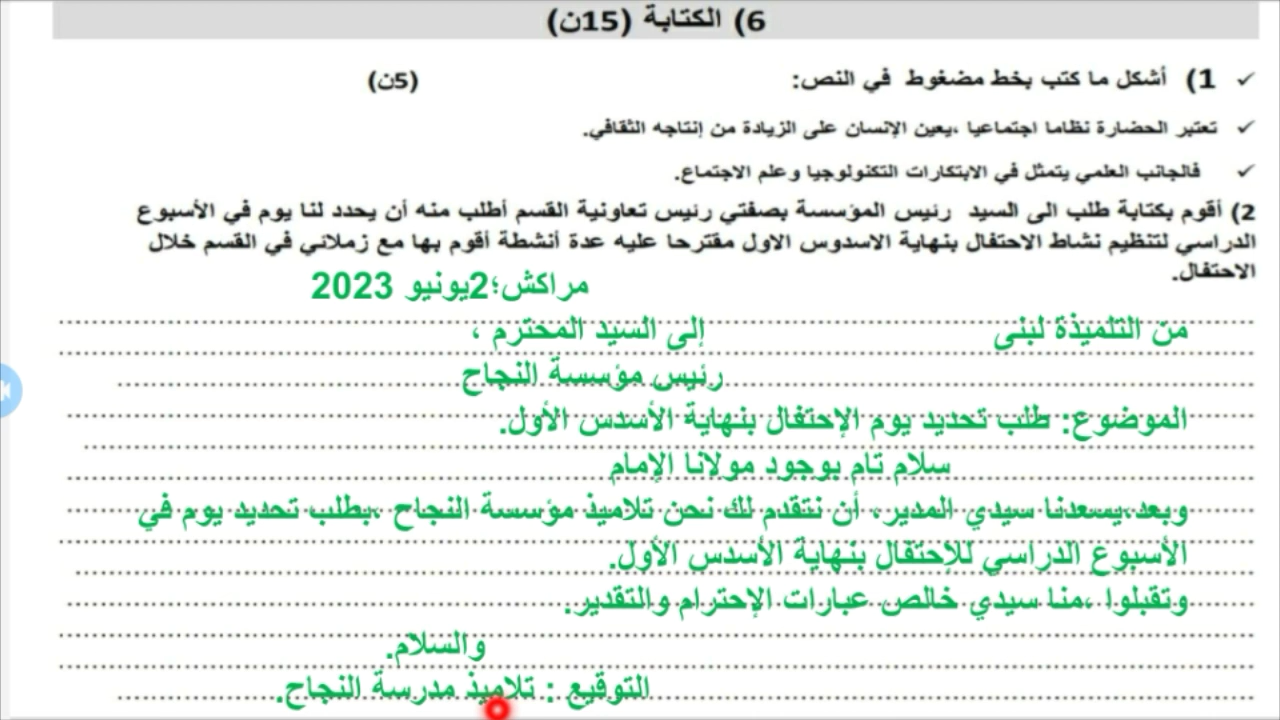 6) الكتابة (15ن)
✓ 1) أشكل ما كتب بخط مضغوط في النص: (5ن)
✓ تعتبر الحضارة نظاما اجتماعيا ،يعين الإنسان على الزيادة من إنتاجه الثقافي.
✓ فالجانب العلمي يتمثل في الابتكارات التكنولوجيا وعلم الاجتماع.
2) أقوم بكتابة طلب الى السيد رئيس المؤسسة بصفتي رئيس تعاونية القسم أطلب منه أن يحدد لنا يوم في الأسبوع
الدراسي لتنظيم نشاط الاحتفال بنهاية الاسدوس الاول مقترحا عليه عدة أنشطة أقوم بها مع زملائي في القسم خلال
الاحتفال.
مراكش؛2يونيو 2023
من التلميذة لبنى إلى السيد المحترم ،
رئيس مؤسسة النجاح
الموضوع: طلب تحديد يوم الإحتفال بنهاية الأسدس الأول.
سلام تام بوجود مولانا الإمام
وبعد،يسعدنا سيدي المدير، أن نتقدم لك نحن تلاميذ مؤسسة النجاح ،بطلب تحديد يوم في
الأسبوع الدراسي للإحتفال بنهاية الأسدس الأول.
وتقبلوا ،منا سيدي خالص عبارات الإحترام والتقدير.
والسلام.
التوقيع : تلاميذ مدرسة النجاح.